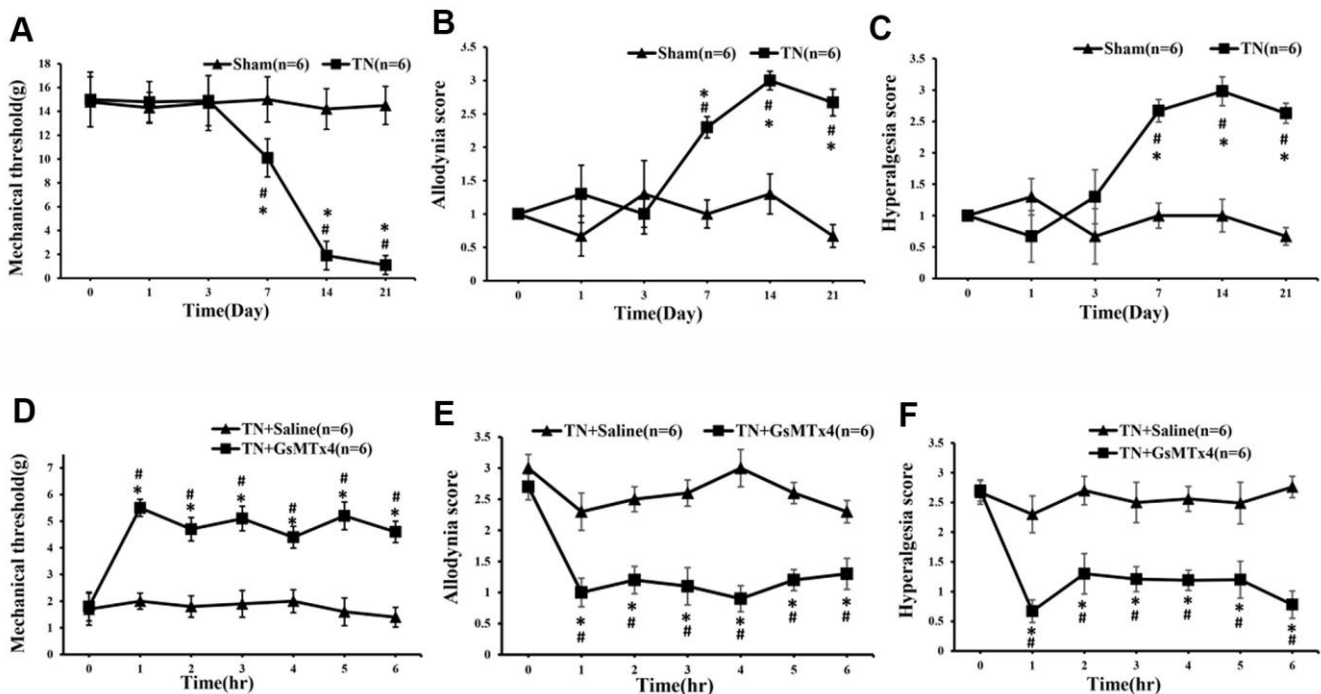 A
Sham(n=6) TN(n=6)
Mechanical threshold(g)
18
16
14
12
10
8
6
4
2
0
#
*
*
#
*
#
0 1 3 7 14 21
Time(Day)
B
Sham(n=6) TN(n=6)
Allodynia score
3.5
3
2.5
2
1.5
1
0.5
0
*
#
#
*
#
*
0 1 3 7 14 21
Time(Day)
C
Sham(n=6) TN(n=6)
Hyperalgesia score
3.5
3
2.5
2
1.5
1
0.5
0
#
*
#
*
#
*
0 1 3 7 14 21
Time(Day)
D
TN+Saline(n=6)
TN+GsMTx4(n=6)
Mechanical threshold(g)
7
6
5
4
3
2
1
0
# # # # # #
* * * * * *
0 1 2 3 4 5 6
Time(hr)
E
TN+Saline(n=6) TN+GsMTx4(n=6)
Allodynia score
3.5
3
2.5
2
1.5
1
0.5
0
* * * * * *
# # # # # #
0 1 2 3 4 5 6
Time(hr)
F
TN+Saline(n=6)
TN+GsMTx4(n=6)
Hyperalgesia score
3.5
3
2.5
2
1.5
1
0.5
0
* * * * * *
# # # # # #
0 1 2 3 4 5 6
Time(hr)